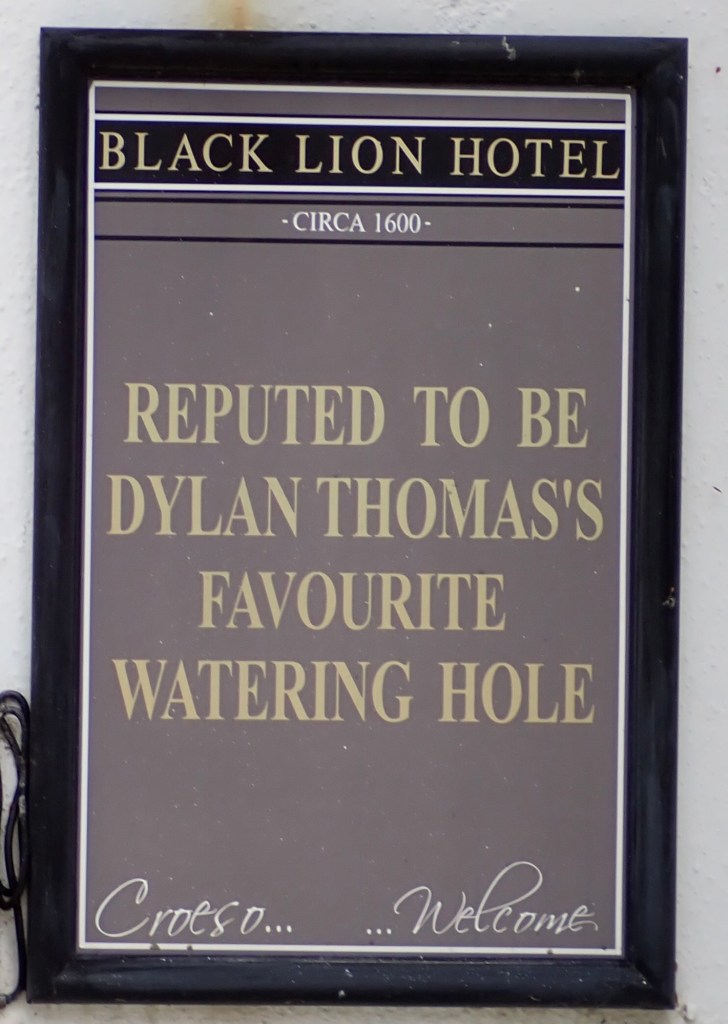 BLACK LION HOTEL
-CIRCA 1600-
REPUTED TO BE
DYLAN THOMAS'S
FAVOURITE
WATERING HOLE
Croeso... ...Welcome